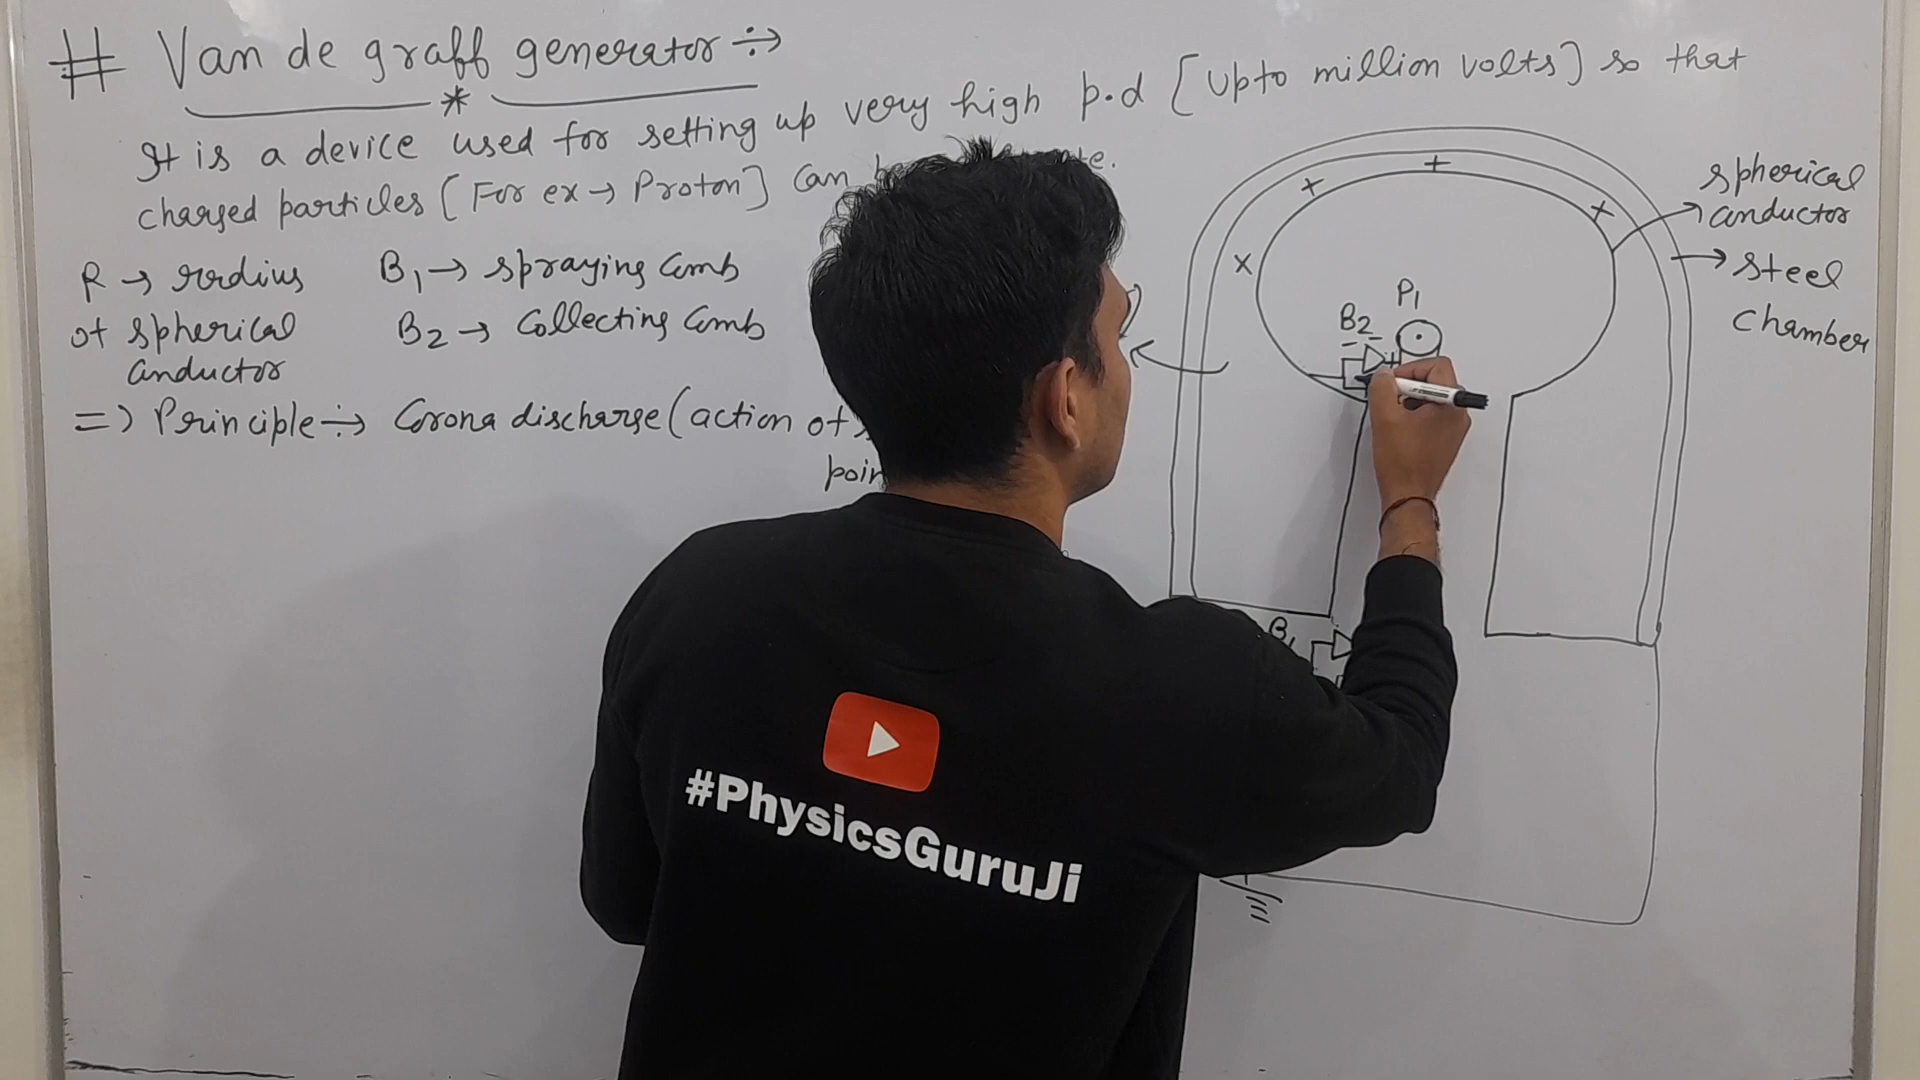 # Van de graff generator ÷>
It is a device used for setting up very high p.d [upto million volts] so that
charged particles [For ex → Proton] can
R → radius
of spherical
conductor
B1 → spraying Comb
B2 → Collecting Comb
=) Principle ÷> Corona discharge (action of
spherical
conductor
→ steel
chamber
P1
B2
B1
#PhysicsGuruJi